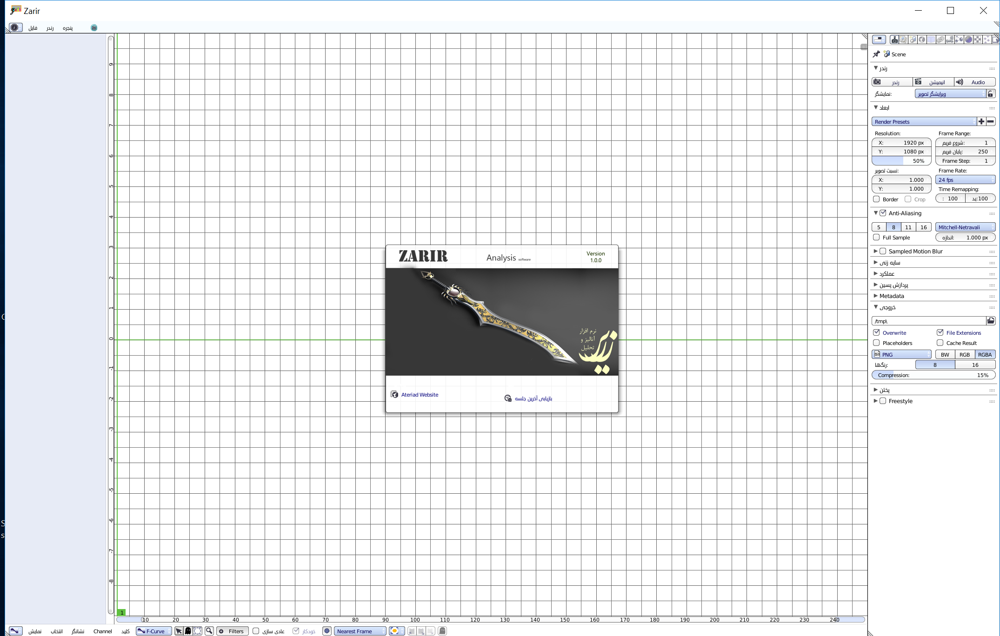 Zarir
فایل رندر پنجره
Scene
رندر
رندر انیمیشن Audio
نمایشگر: ویرایشگر تصویر
ابعاد
Render Presets
Resolution: Frame Range:
X: 1920 px شروع فریم: 1
Y: 1080 px پایان فریم: 250
50% Frame Step: 1
نسبت تصویر: Frame Rate:
X: 1.000 24 fps
Y: 1.000 Time Remapping:
Border Crop : 100 ید:100
Anti-Aliasing
5 8 11 16 Mitchell-Netravali
Full Sample اندازه: 1.000 px
Sampled Motion Blur
سایه زنی
عملکرد
پردازش پسین
Metadata
خروجی
/tmp\
Overwrite File Extensions
Placeholders Cache Result
PNG BW RGB RGBA
رنگ‌ها: 8 16
Compression: 15%
پختن
Freestyle
ZARIR Analysis software Version
1.0.0
نرم افزار
آنالیز و
تحلیل
زریر
Ateriad Website
بازیابی آخرین جلسه
9
8
7
6
5
4
3
2
1
0
-1
-2
-3
-4
-5
-6
-7
-8
1
10 20 30 40 50 60 70 80 90 100 110 120 130 140 150 160 170 180 190 200 210 220 230 240
نمایش انتخاب نشانگر Channel کلید F-Curve Filters عادی سازی خودکار Nearest Frame